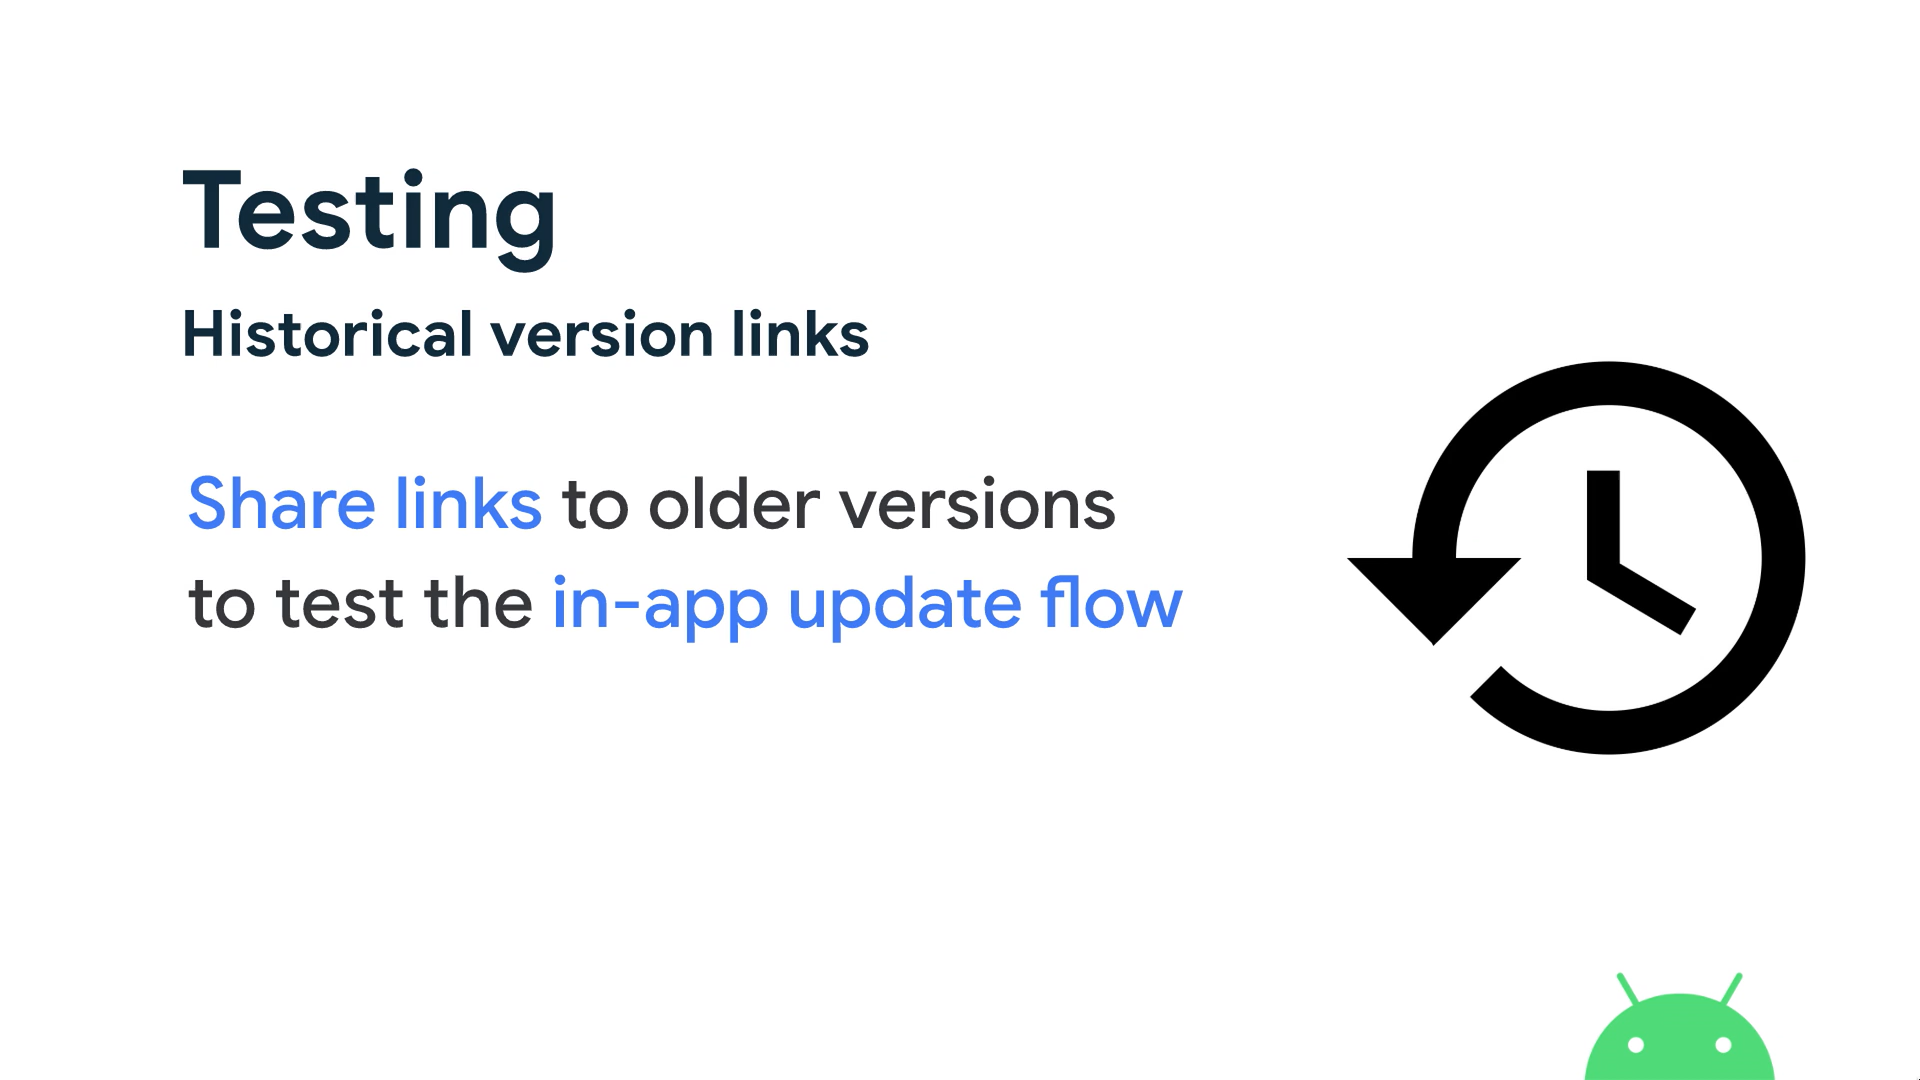 Testing
Historical version links
Share links to older versions
to test the in-app update flow